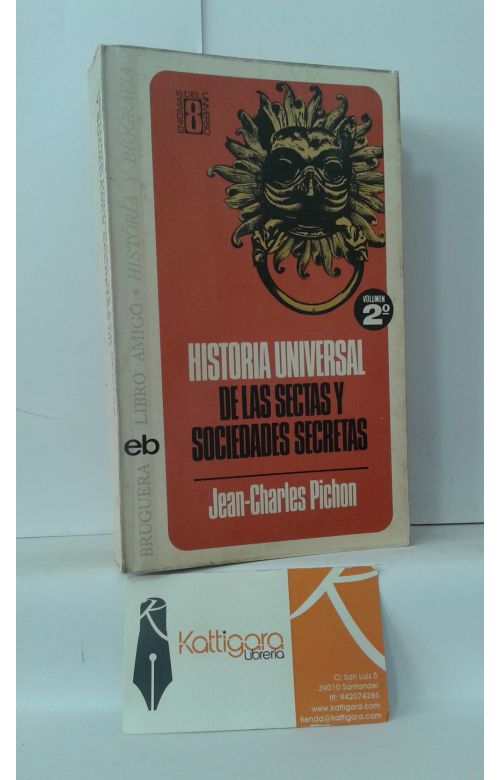 ENIGMAS DEL UNIVERSO
8
VOLUMEN
2º
HISTORIA UNIVERSAL
DE LAS SECTAS Y
SOCIEDADES SECRETAS
Jean-Charles Pichon
BRUGUERA LIBRO AMIGO * HISTORIA Y BIOGRAFIA
eb
Kattigara
Librería
C/ San Luis 5
39010 Santander
tlf: 942074286
www.kattigara.com
tienda@kattigara.com